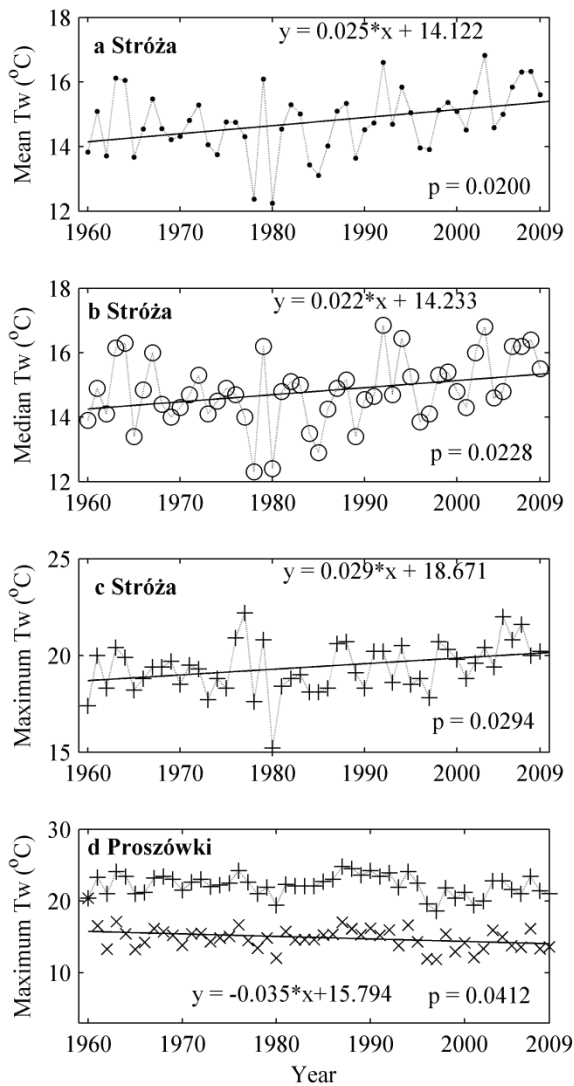 18
a Stróża
y = 0.025*x + 14.122
16
Mean Tw (°C)
14
p = 0.0200
12
1960 1970 1980 1990 2000 2009
18
b Stróża
y = 0.022*x + 14.233
16
Median Tw (°C)
14
p = 0.0228
12
1960 1970 1980 1990 2000 2009
25
c Stróża
y = 0.029*x + 18.671
20
Maximum Tw (°C)
p = 0.0294
15
1960 1970 1980 1990 2000 2009
30
d Proszówki
20
Maximum Tw (°C)
10
y = -0.035*x+15.794
p = 0.0412
1960 1970 1980 1990 2000 2009
Year